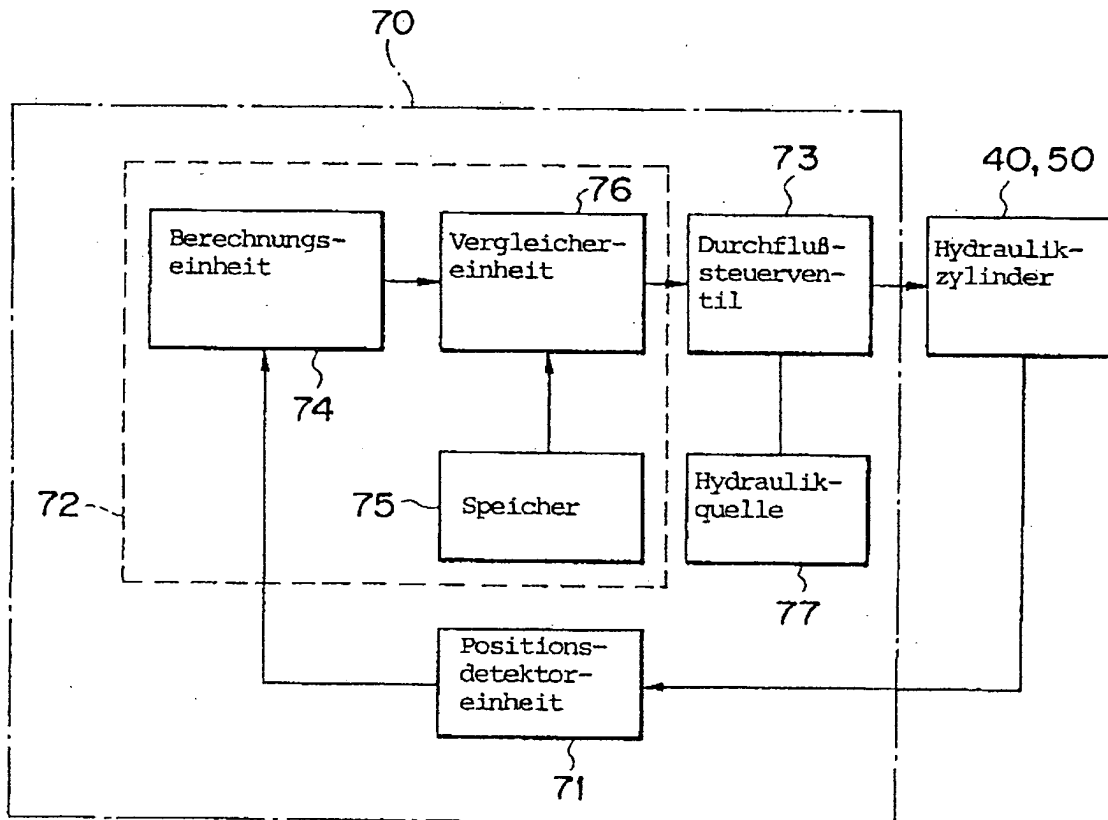 70
73
40,50
76
Berechnungs-
einheit
Vergleicher-
einheit
Durchfluß-
steuerven-
til
Hydraulik-
zylinder
74
72
75
Speicher
Hydraulik-
quelle
77
Positions-
detektor-
einheit
71